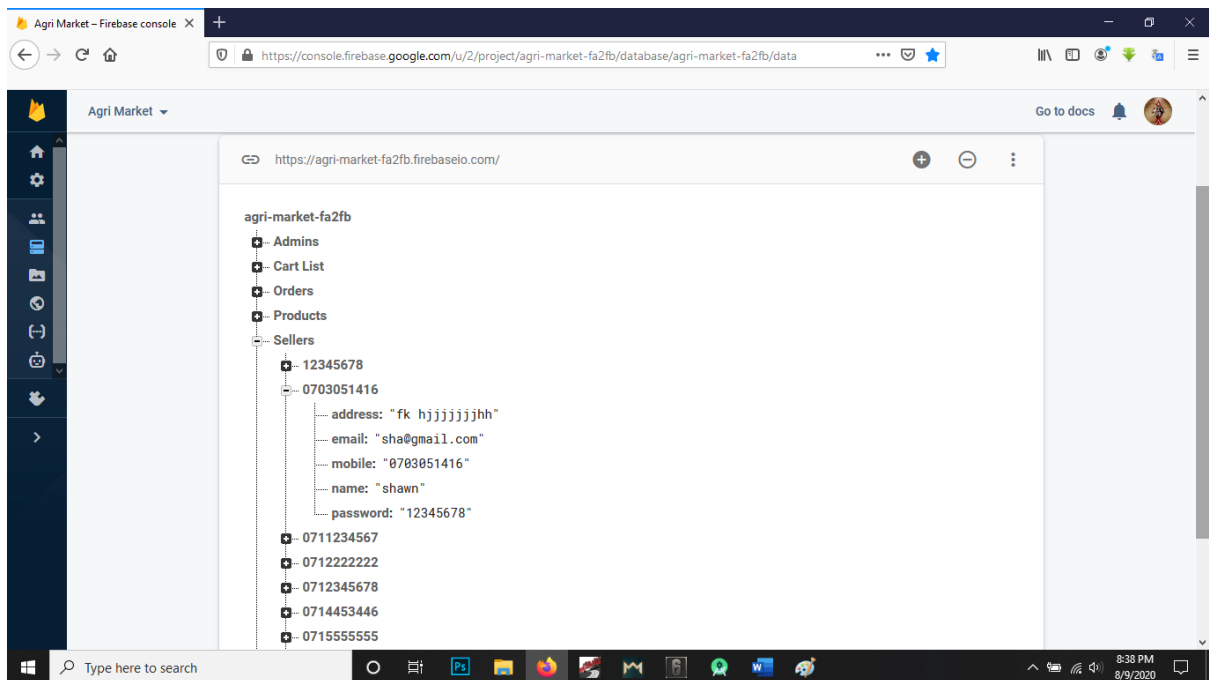 Agri Market – Firebase console
https://console.firebase.google.com/u/2/project/agri-market-fa2fb/database/agri-market-fa2fb/data
Agri Market
Go to docs
https://agri-market-fa2fb.firebaseio.com/
agri-market-fa2fb
Admins
Cart List
Orders
Products
Sellers
12345678
0703051416
address: "fk hjjjjjjjhh"
email: "sha@gmail.com"
mobile: "0703051416"
name: "shawn"
password: "12345678"
0711234567
0712222222
0712345678
0714453446
0715555555
Type here to search
Ps
8:38 PM
8/9/2020